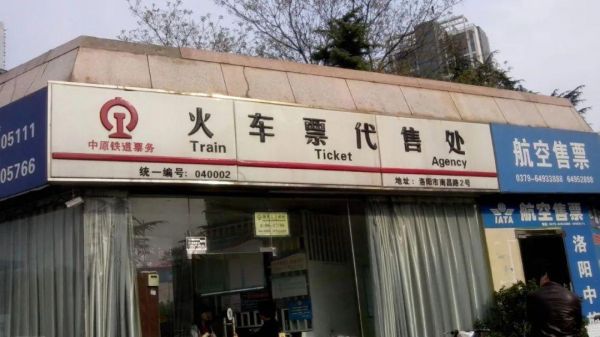 05111
05766
中原铁道票务
火车票代售处
Train Ticket Agency
统一编号：040002
地址：洛阳市南昌路2号
航空售票
0379-64933888 64952888
IATA 航空售票
洛阳中